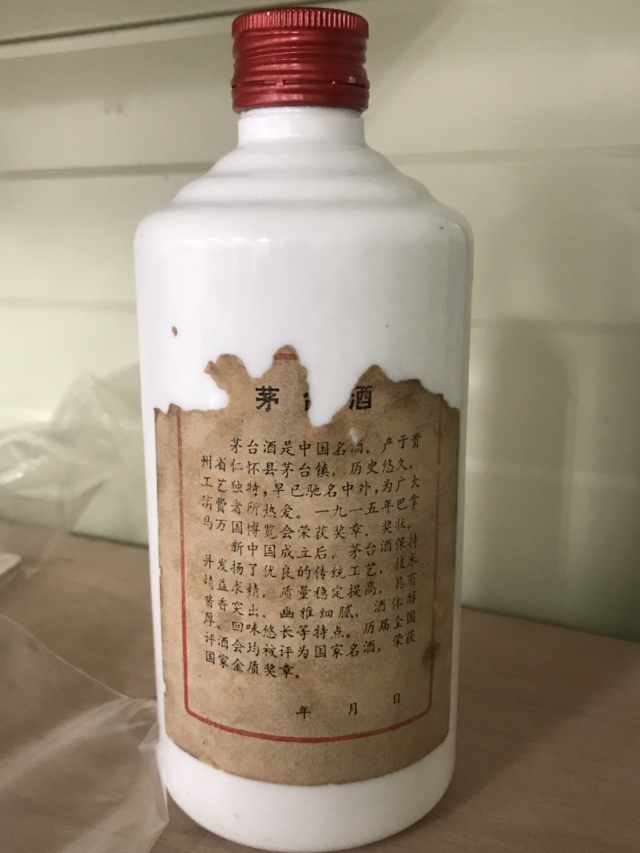 茅台酒
茅台酒是中国名酒，产于贵
州省仁怀县茅台镇，历史悠久，
工艺独特，早已驰名中外，为广大
消费者所热爱。一九一五年巴拿
马万国博览会荣获奖章、奖状。
新中国成立后，茅台酒保持
并发扬了优良的传统工艺，技术
精益求精，质量稳定提高，具有
酱香突出、幽雅细腻、酒体醇
厚、回味悠长等特点。历届全国
评酒会均被评为国家名酒，荣获
国家金质奖章。
年 月 日